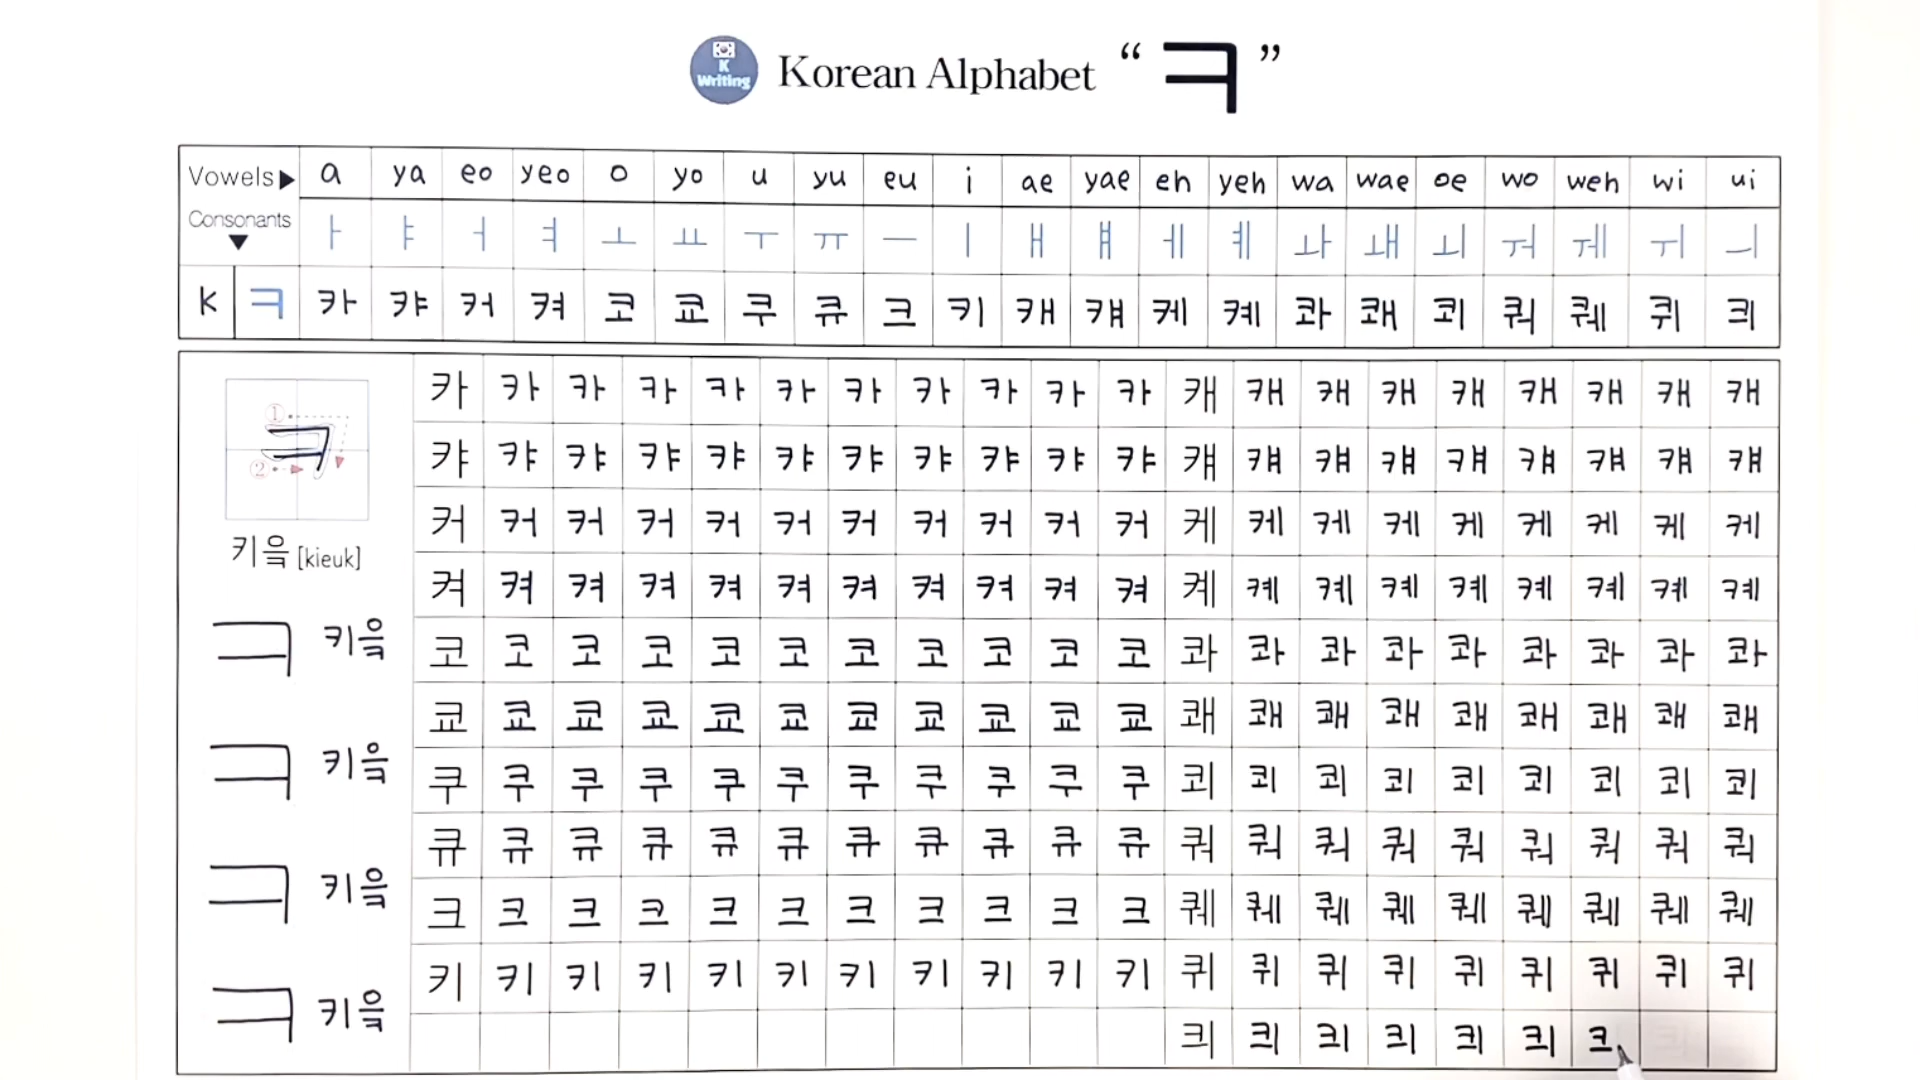 K
Writing
Korean Alphabet “ㅋ”
Vowels▶ a ya eo yeo o yo u yu eu i ae yae eh yeh wa wae oe wo weh wi ui
Consonants
▼ ㅏ ㅑ ㅓ ㅕ ㅗ ㅛ ㅜ ㅠ ㅡ ㅣ ㅐ ㅒ ㅔ ㅖ ㅘ ㅙ ㅚ ㅝ ㅞ ㅟ ㅢ
k ㅋ 카 캬 커 켜 코 쿄 쿠 큐 크 키 캐 컈 케 켸 콰 쾌 쾨 쿼 퀘 퀴 킈
① ㅋ
②
키읔 [kieuk]
ㅋ 키읔
ㅋ 키읔
ㅋ 키읔
ㅋ 키읔
카 카 카 카 카 카 카 카 카 카 카 캐 캐 캐 캐 캐 캐 캐 캐 캐
캬 캬 캬 캬 캬 캬 캬 캬 캬 캬 캬 컈 컈 컈 컈 컈 컈 컈 컈 컈
커 커 커 커 커 커 커 커 커 커 커 케 케 케 케 케 케 케 케 케
켜 켜 켜 켜 켜 켜 켜 켜 켜 켜 켜 켸 켸 켸 켸 켸 켸 켸 켸 켸
코 코 코 코 코 코 코 코 코 코 코 콰 콰 콰 콰 콰 콰 콰 콰 콰
쿄 쿄 쿄 쿄 쿄 쿄 쿄 쿄 쿄 쿄 쿄 쾌 쾌 쾌 쾌 쾌 쾌 쾌 쾌 쾌
쿠 쿠 쿠 쿠 쿠 쿠 쿠 쿠 쿠 쿠 쿠 쾨 쾨 쾨 쾨 쾨 쾨 쾨 쾨 쾨
큐 큐 큐 큐 큐 큐 큐 큐 큐 큐 큐 쿼 쿼 쿼 쿼 쿼 쿼 쿼 쿼 쿼
크 크 크 크 크 크 크 크 크 크 크 퀘 퀘 퀘 퀘 퀘 퀘 퀘 퀘 퀘
키 키 키 키 키 키 키 키 키 키 키 퀴 퀴 퀴 퀴 퀴 퀴 퀴 퀴 퀴
킈 킈 킈 킈 킈 킈 크